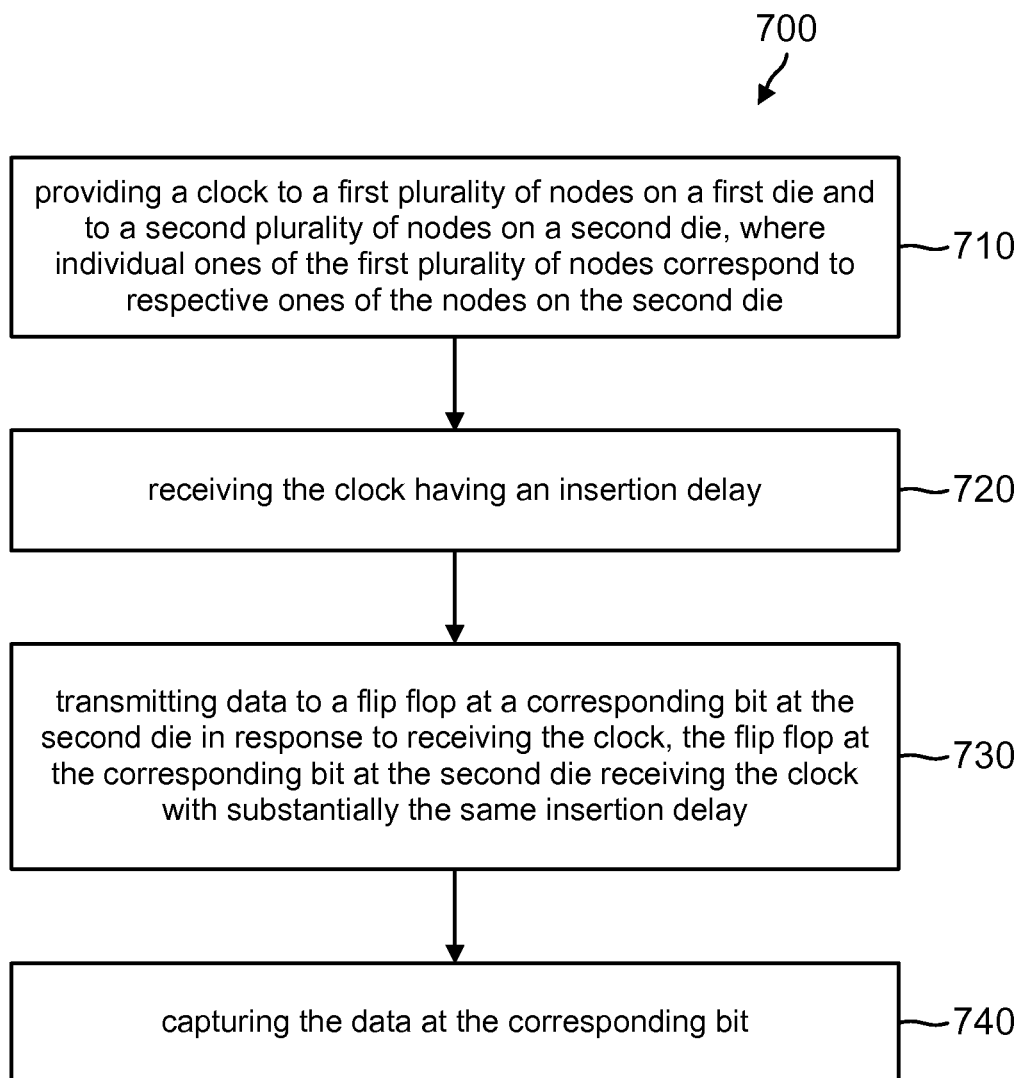 700
providing a clock to a first plurality of nodes on a first die and
to a second plurality of nodes on a second die, where
individual ones of the first plurality of nodes correspond to
respective ones of the nodes on the second die
710
receiving the clock having an insertion delay
720
transmitting data to a flip flop at a corresponding bit at the
second die in response to receiving the clock, the flip flop at
the corresponding bit at the second die receiving the clock
with substantially the same insertion delay
730
capturing the data at the corresponding bit
740